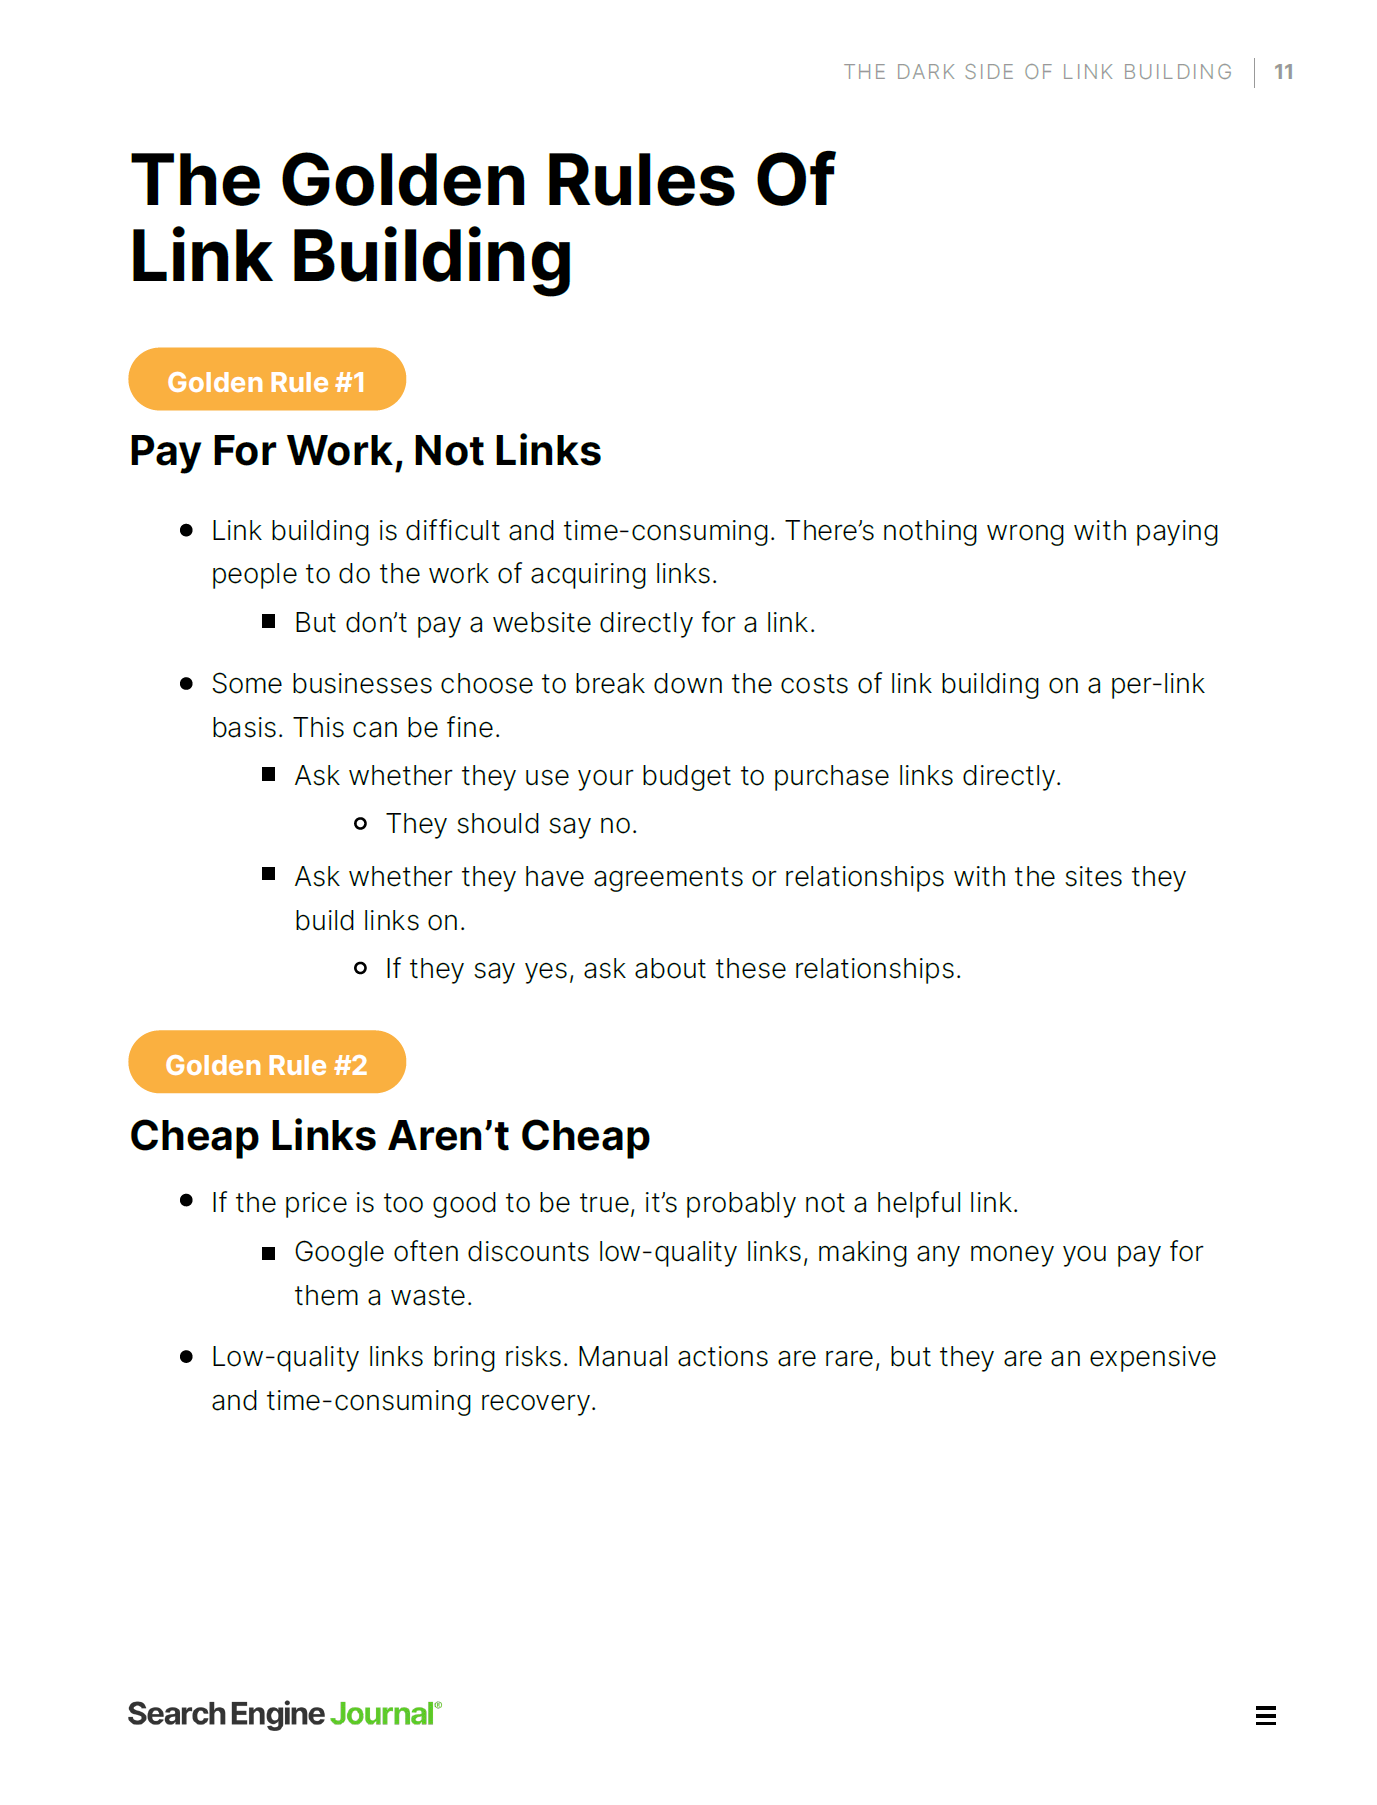 THE DARK SIDE OF LINK BUILDING | 11
The Golden Rules Of
Link Building
Golden Rule #1
Pay For Work, Not Links
● Link building is difficult and time-consuming. There’s nothing wrong with paying
people to do the work of acquiring links.
■ But don’t pay a website directly for a link.
● Some businesses choose to break down the costs of link building on a per-link
basis. This can be fine.
■ Ask whether they use your budget to purchase links directly.
○ They should say no.
■ Ask whether they have agreements or relationships with the sites they
build links on.
○ If they say yes, ask about these relationships.
Golden Rule #2
Cheap Links Aren’t Cheap
● If the price is too good to be true, it’s probably not a helpful link.
■ Google often discounts low-quality links, making any money you pay for
them a waste.
● Low-quality links bring risks. Manual actions are rare, but they are an expensive
and time-consuming recovery.
Search Engine Journal®